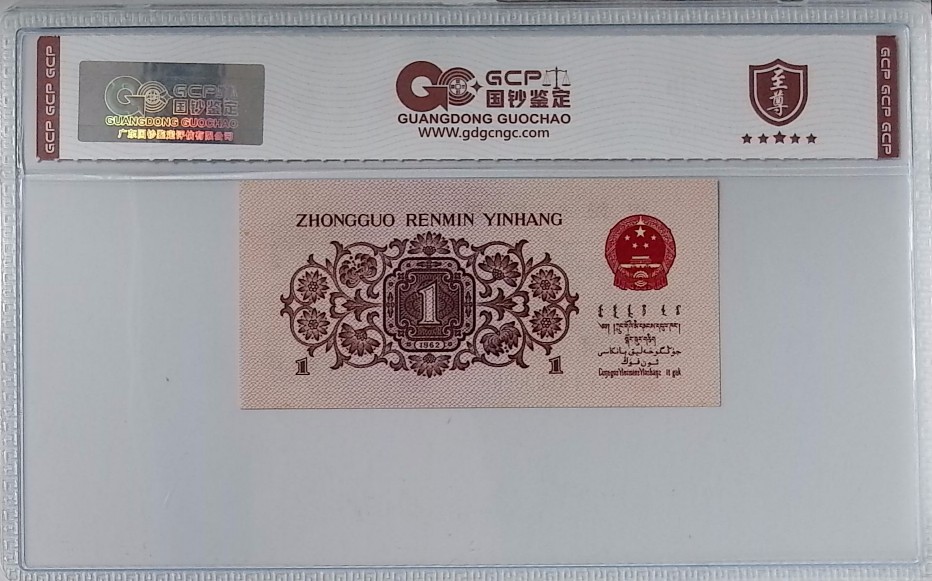 GCP GCP GCP
GCP
国钞鉴定
GUANGDONG GUOCHAO
广东国钞鉴定评估有限公司
GCP
国钞鉴定
GUANGDONG GUOCHAO
www.gdgcngc.com
至尊
GCP GCP GCP
ZHONGGUO RENMIN YINHANG
1
1962
1
1